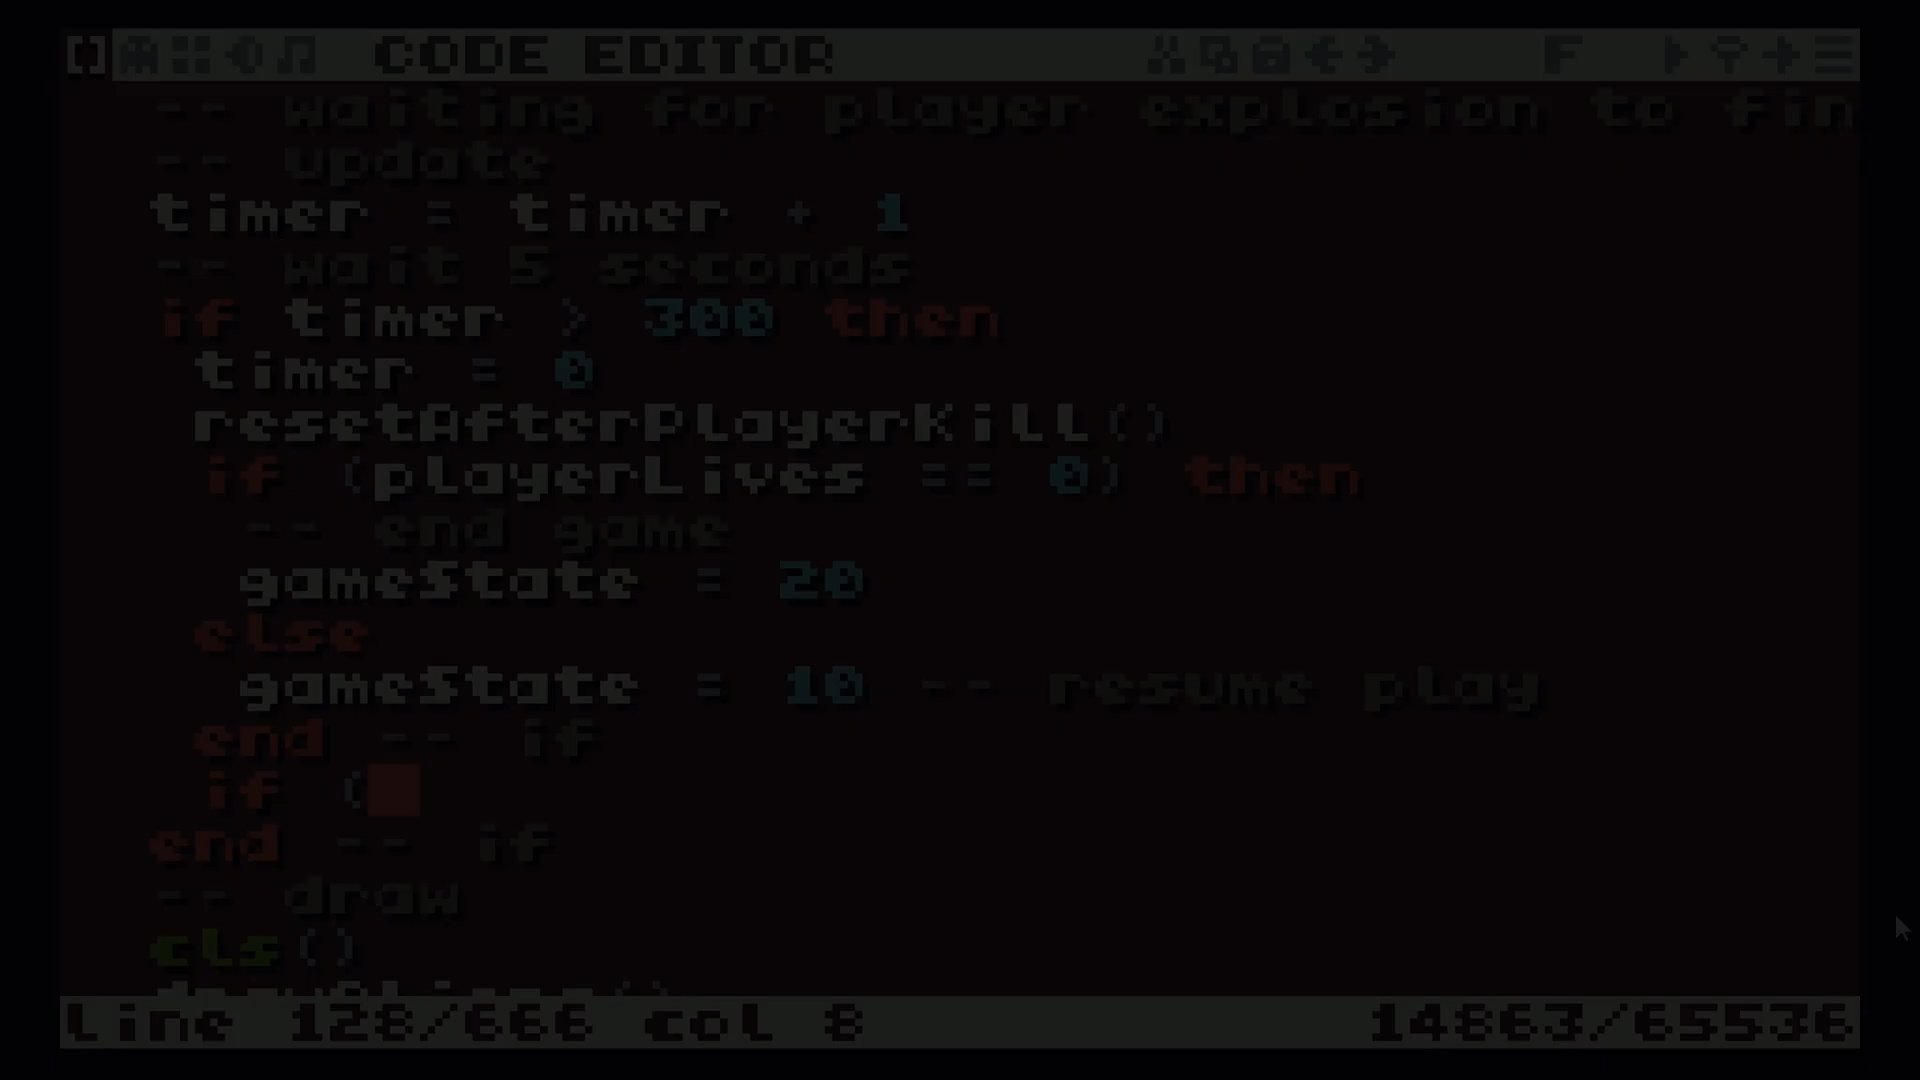 CODE EDITOR F
-- waiting for player explosion to fin
-- update
timer = timer + 1
-- wait 5 seconds
if timer > 300 then
timer = 0
resetAfterPlayerKill()
if (playerLives == 0) then
-- end game
gameState = 20
else
gameState = 10 -- resume play
end -- if
if (
end -- if
-- draw
cls()
line 128/666 col 8 14863/65536